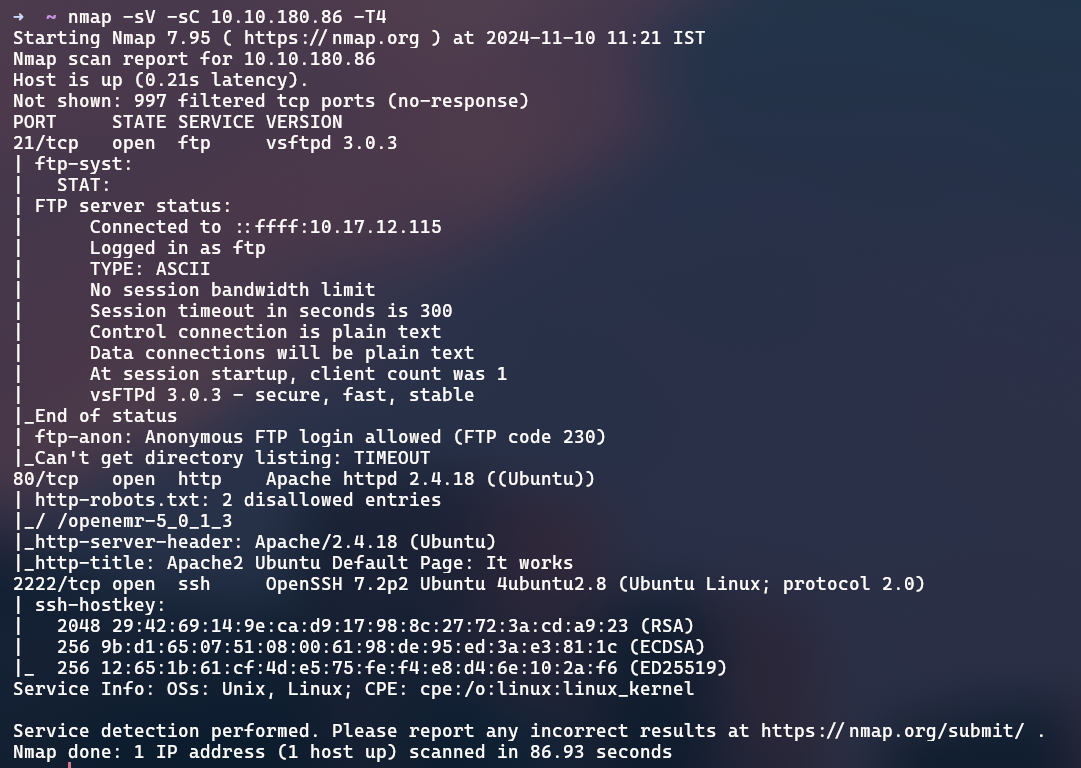 ➜  ~ nmap -sV -sC 10.10.180.86 -T4
Starting Nmap 7.95 ( https://nmap.org ) at 2024-11-10 11:21 IST
Nmap scan report for 10.10.180.86
Host is up (0.21s latency).
Not shown: 997 filtered tcp ports (no-response)
PORT     STATE SERVICE VERSION
21/tcp   open  ftp     vsftpd 3.0.3
| ftp-syst:
|   STAT:
| FTP server status:
|      Connected to ::ffff:10.17.12.115
|      Logged in as ftp
|      TYPE: ASCII
|      No session bandwidth limit
|      Session timeout in seconds is 300
|      Control connection is plain text
|      Data connections will be plain text
|      At session startup, client count was 1
|      vsFTPd 3.0.3 - secure, fast, stable
|_End of status
| ftp-anon: Anonymous FTP login allowed (FTP code 230)
|_Can't get directory listing: TIMEOUT
80/tcp   open  http    Apache httpd 2.4.18 ((Ubuntu))
| http-robots.txt: 2 disallowed entries
|_/ /openemr-5_0_1_3
|_http-server-header: Apache/2.4.18 (Ubuntu)
|_http-title: Apache2 Ubuntu Default Page: It works
2222/tcp open  ssh     OpenSSH 7.2p2 Ubuntu 4ubuntu2.8 (Ubuntu Linux; protocol 2.0)
| ssh-hostkey:
|   2048 29:42:69:14:9e:ca:d9:17:98:8c:27:72:3a:cd:a9:23 (RSA)
|   256 9b:d1:65:07:51:08:00:61:98:de:95:ed:3a:e3:81:1c (ECDSA)
|_  256 12:65:1b:61:cf:4d:e5:75:fe:f4:e8:d4:6e:10:2a:f6 (ED25519)
Service Info: OSs: Unix, Linux; CPE: cpe:/o:linux:linux_kernel

Service detection performed. Please report any incorrect results at https://nmap.org/submit/ .
Nmap done: 1 IP address (1 host up) scanned in 86.93 seconds